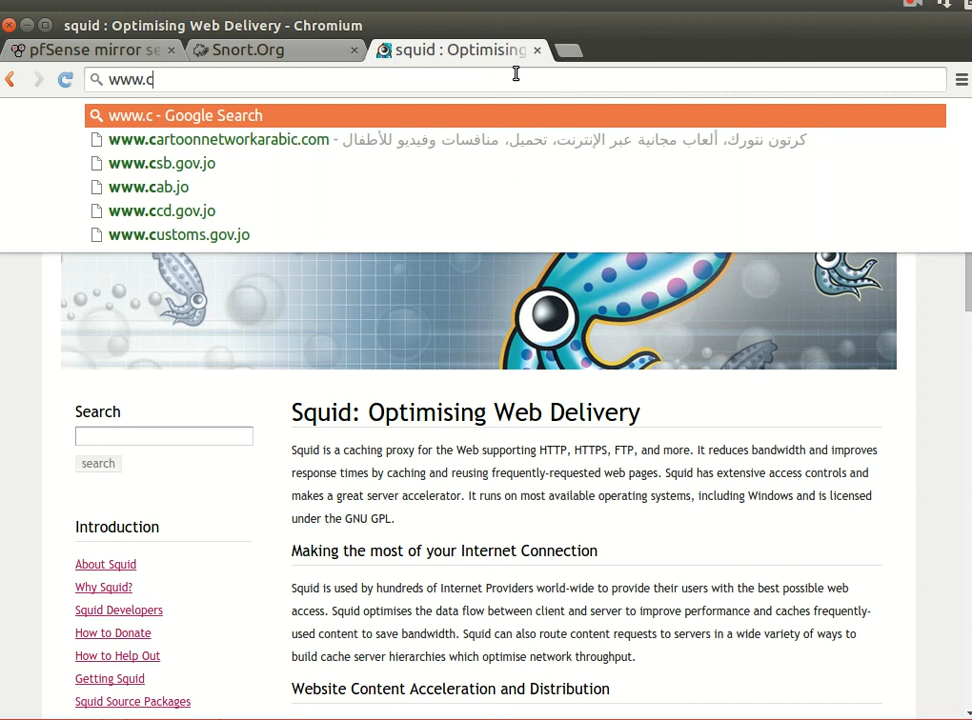 squid : Optimising Web Delivery - Chromium
pfSense mirror se
Snort.Org
squid : Optimising
www.c
www.c - Google Search
www.cartoonnetworkarabic.com - كرتون نتورك، ألعاب مجانية عبر الإنترنت، تحميل، منافسات وفيديو للأطفال
www.csb.gov.jo
www.cab.jo
www.ccd.gov.jo
www.customs.gov.jo
Search
search
Introduction
About Squid
Why Squid?
Squid Developers
How to Donate
How to Help Out
Getting Squid
Squid Source Packages
Squid: Optimising Web Delivery
Squid is a caching proxy for the Web supporting HTTP, HTTPS, FTP, and more. It reduces bandwidth and improves
response times by caching and reusing frequently-requested web pages. Squid has extensive access controls and
makes a great server accelerator. It runs on most available operating systems, including Windows and is licensed
under the GNU GPL.
Making the most of your Internet Connection
Squid is used by hundreds of Internet Providers world-wide to provide their users with the best possible web
access. Squid optimises the data flow between client and server to improve performance and caches frequently-
used content to save bandwidth. Squid can also route content requests to servers in a wide variety of ways to
build cache server hierarchies which optimise network throughput.
Website Content Acceleration and Distribution